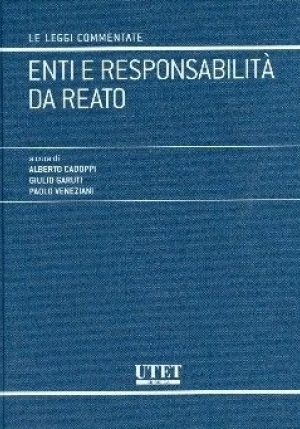 LE LEGGI COMMENTATE
ENTI E RESPONSABILITÀ
DA REATO
a cura di
ALBERTO CADOPPI
GIULIO GARUTI
PAOLO VENEZIANI
UTET